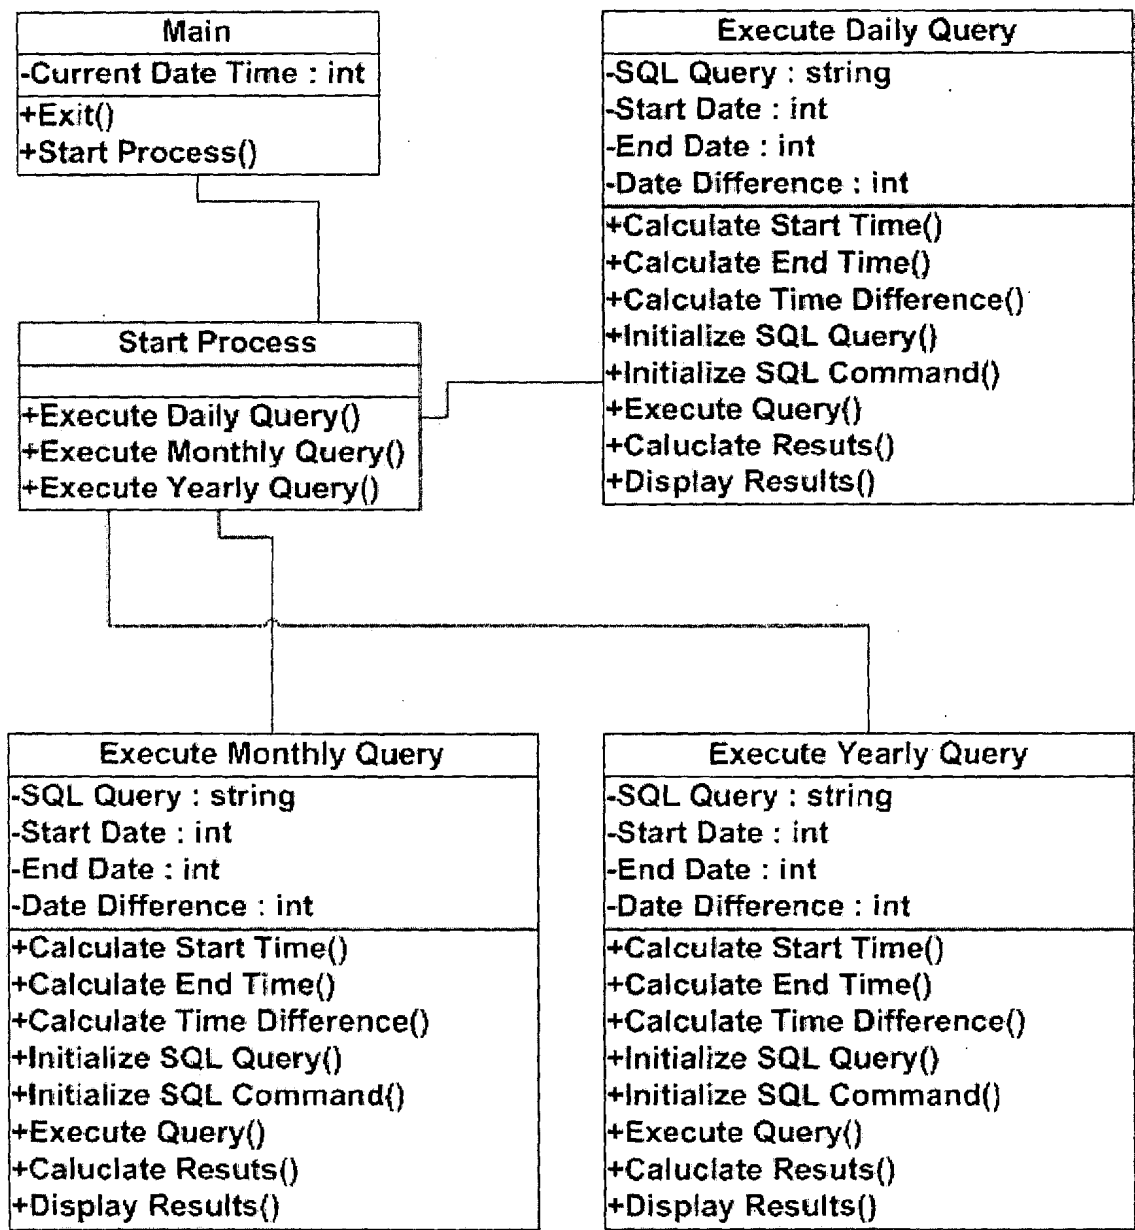 Main
-Current Date Time : int
+Exit()
+Start Process()
Execute Daily Query
-SQL Query : string
-Start Date : int
-End Date : int
-Date Difference : int
+Calculate Start Time()
+Calculate End Time()
+Calculate Time Difference()
+Initialize SQL Query()
+Initialize SQL Command()
+Execute Query()
+Caluclate Resuts()
+Display Results()
Start Process
+Execute Daily Query()
+Execute Monthly Query()
+Execute Yearly Query()
Execute Monthly Query
-SQL Query : string
-Start Date : int
-End Date : int
-Date Difference : int
+Calculate Start Time()
+Calculate End Time()
+Calculate Time Difference()
+Initialize SQL Query()
+Initialize SQL Command()
+Execute Query()
+Caluclate Resuts()
+Display Results()
Execute Yearly Query
-SQL Query : string
-Start Date : int
-End Date : int
-Date Difference : int
+Calculate Start Time()
+Calculate End Time()
+Calculate Time Difference()
+Initialize SQL Query()
+Initialize SQL Command()
+Execute Query()
+Caluclate Resuts()
+Display Results()